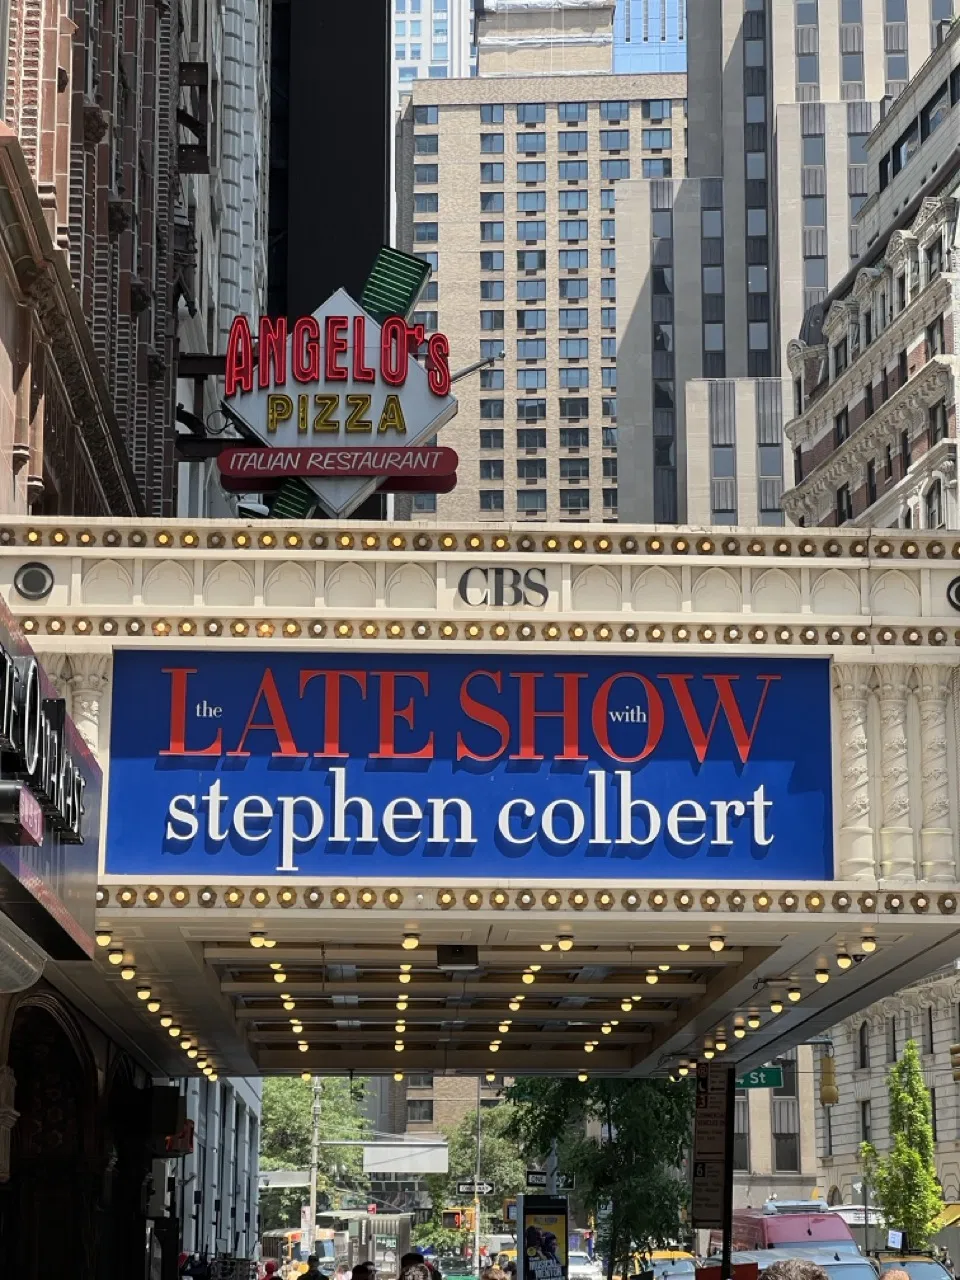 ANGELO's
PIZZA
ITALIAN RESTAURANT
CBS
the LATE SHOW with
stephen colbert
St